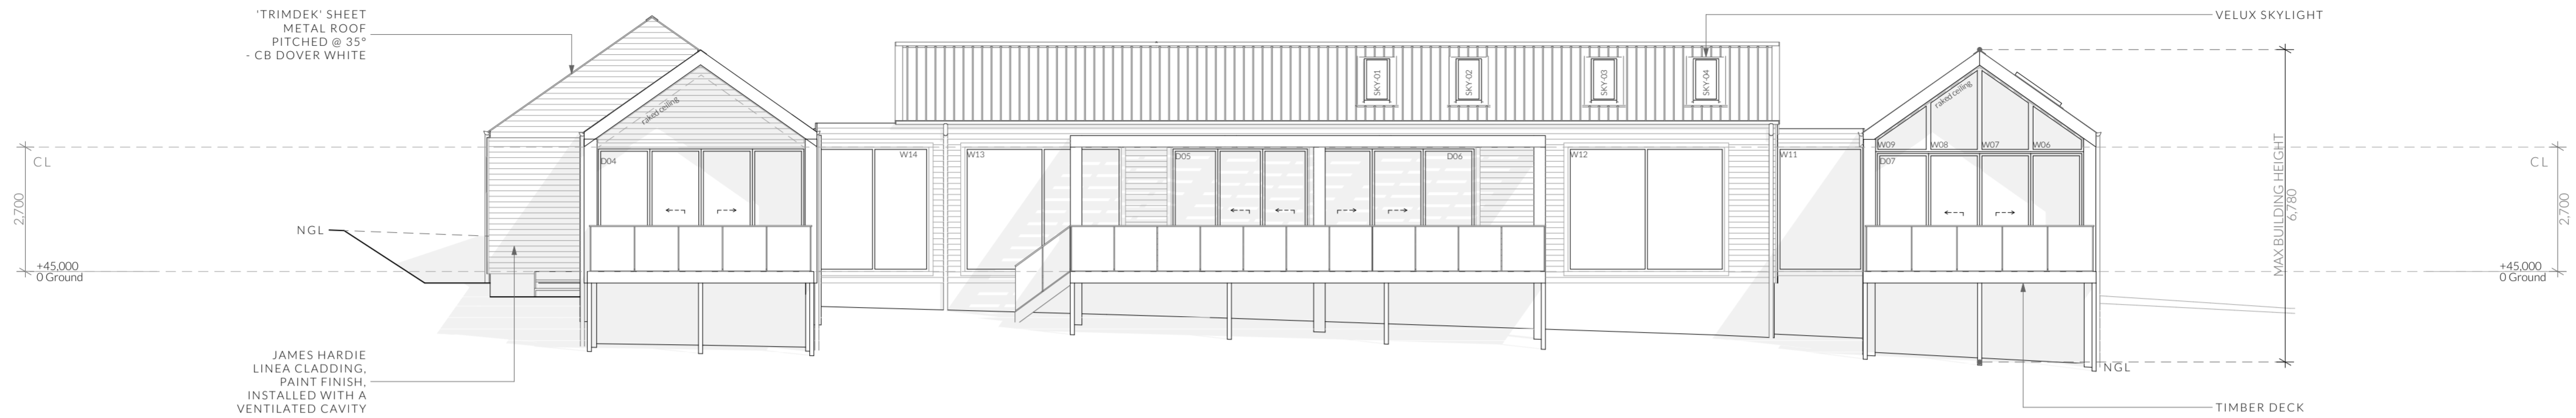 'TRIMDEK' SHEET
METAL ROOF
PITCHED @ 35°
- CB DOVER WHITE
VELUX SKYLIGHT
SKY-01
SKY-02
SKY-03
SKY-04
raked ceiling
raked ceiling
CL
D04
W14
W13
D05
D06
W12
W11
W09
W08
W07
W06
D07
CL
2,700
NGL
MAX BUILDING HEIGHT
6,780
2,700
+45,000
0 Ground
+45,000
0 Ground
JAMES HARDIE
LINEA CLADDING,
PAINT FINISH,
INSTALLED WITH A
VENTILATED CAVITY
NGL
TIMBER DECK